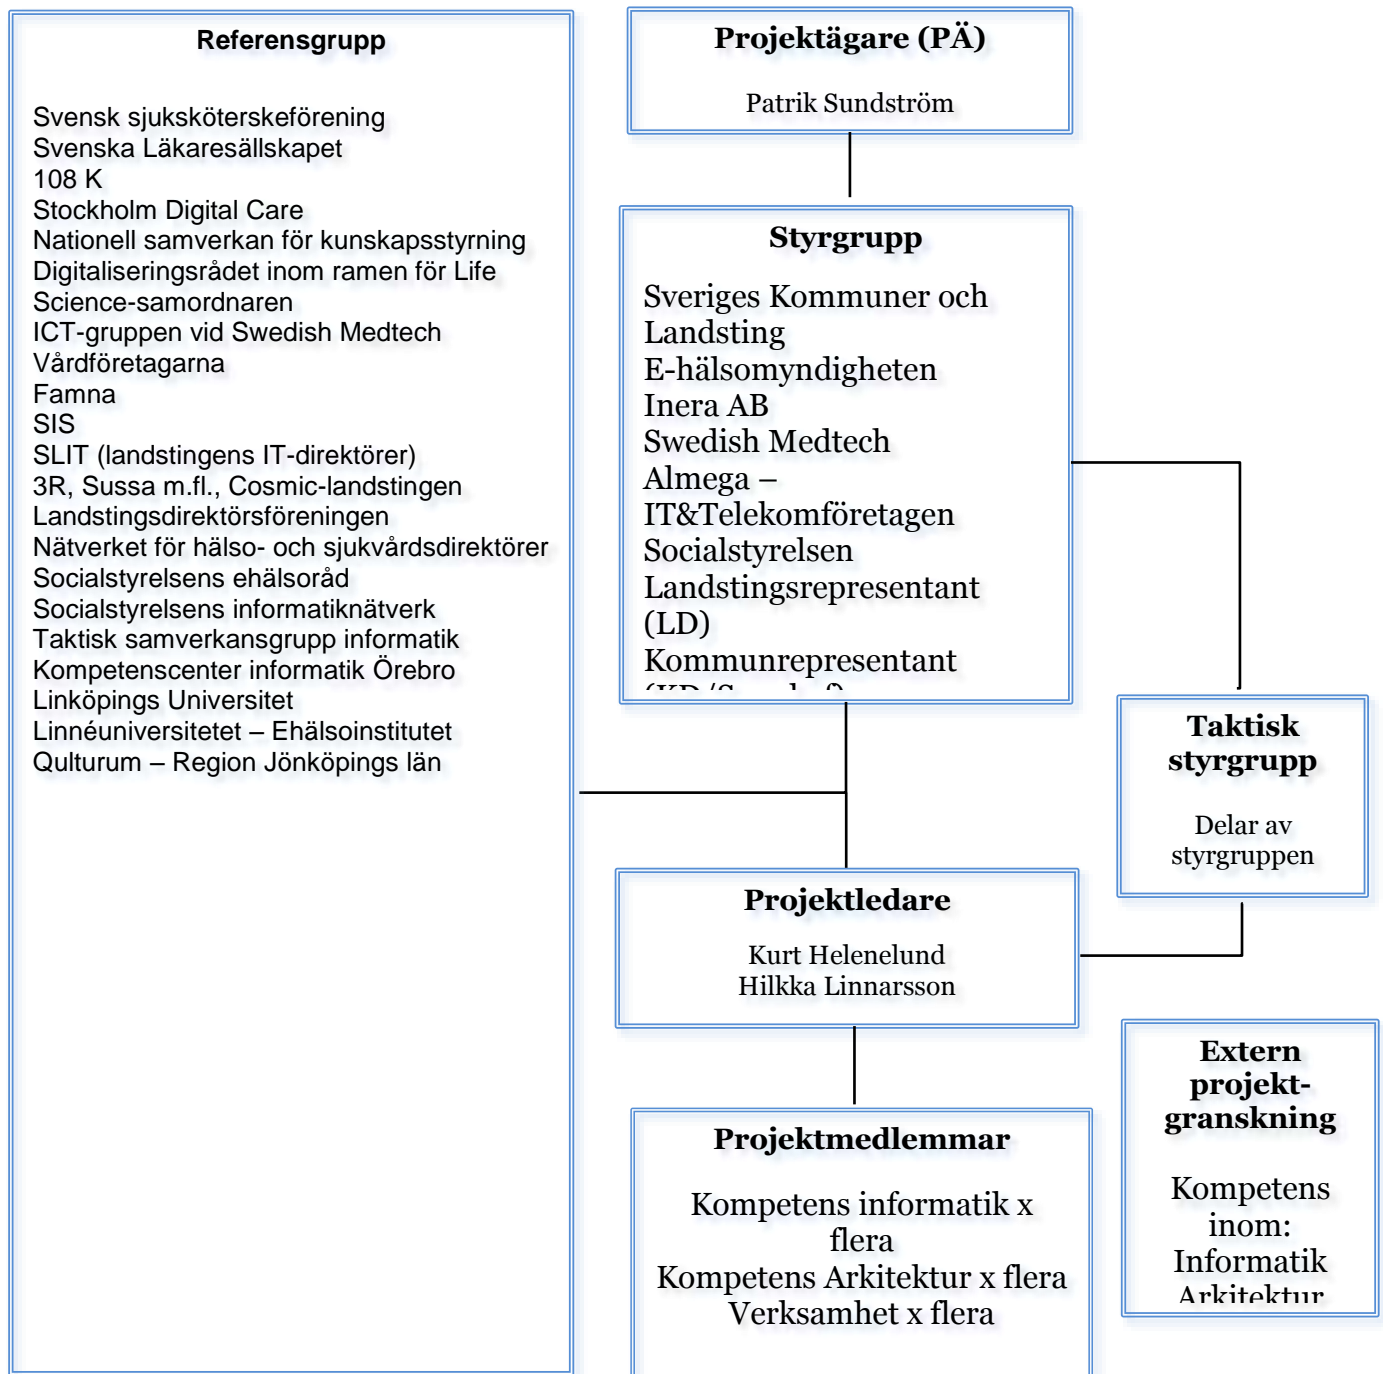 Referensgrupp
Svensk sjuksköterskeförening
Svenska Läkaresällskapet
108 K
Stockholm Digital Care
Nationell samverkan för kunskapsstyrning
Digitaliseringsrådet inom ramen för Life
Science-samordnaren
ICT-gruppen vid Swedish Medtech
Vårdföretagarna
Famna
SIS
SLIT (landstingens IT-direktörer)
3R, Sussa m.fl., Cosmic-landstingen
Landstingsdirektörsföreningen
Nätverket för hälso- och sjukvårdsdirektörer
Socialstyrelsens ehälsoråd
Socialstyrelsens informatiknätverk
Taktisk samverkansgrupp informatik
Kompetenscenter informatik Örebro
Linköpings Universitet
Linnéuniversitetet – Ehälsoinstitutet
Qulturum – Region Jönköpings län
Projektägare (PÄ)
Patrik Sundström
Styrgrupp
Sveriges Kommuner och
Landsting
E-hälsomyndigheten
Inera AB
Swedish Medtech
Almega –
IT&Telekomföretagen
Socialstyrelsen
Landstingsrepresentant
(LD)
Kommunrepresentant
Taktisk
styrgrupp
Delar av
styrgruppen
Projektledare
Kurt Helenelund
Hilkka Linnarsson
Projektmedlemmar
Kompetens informatik x
flera
Kompetens Arkitektur x flera
Verksamhet x flera
Extern
projekt-
granskning
Kompetens
inom:
Informatik
Arkitektur